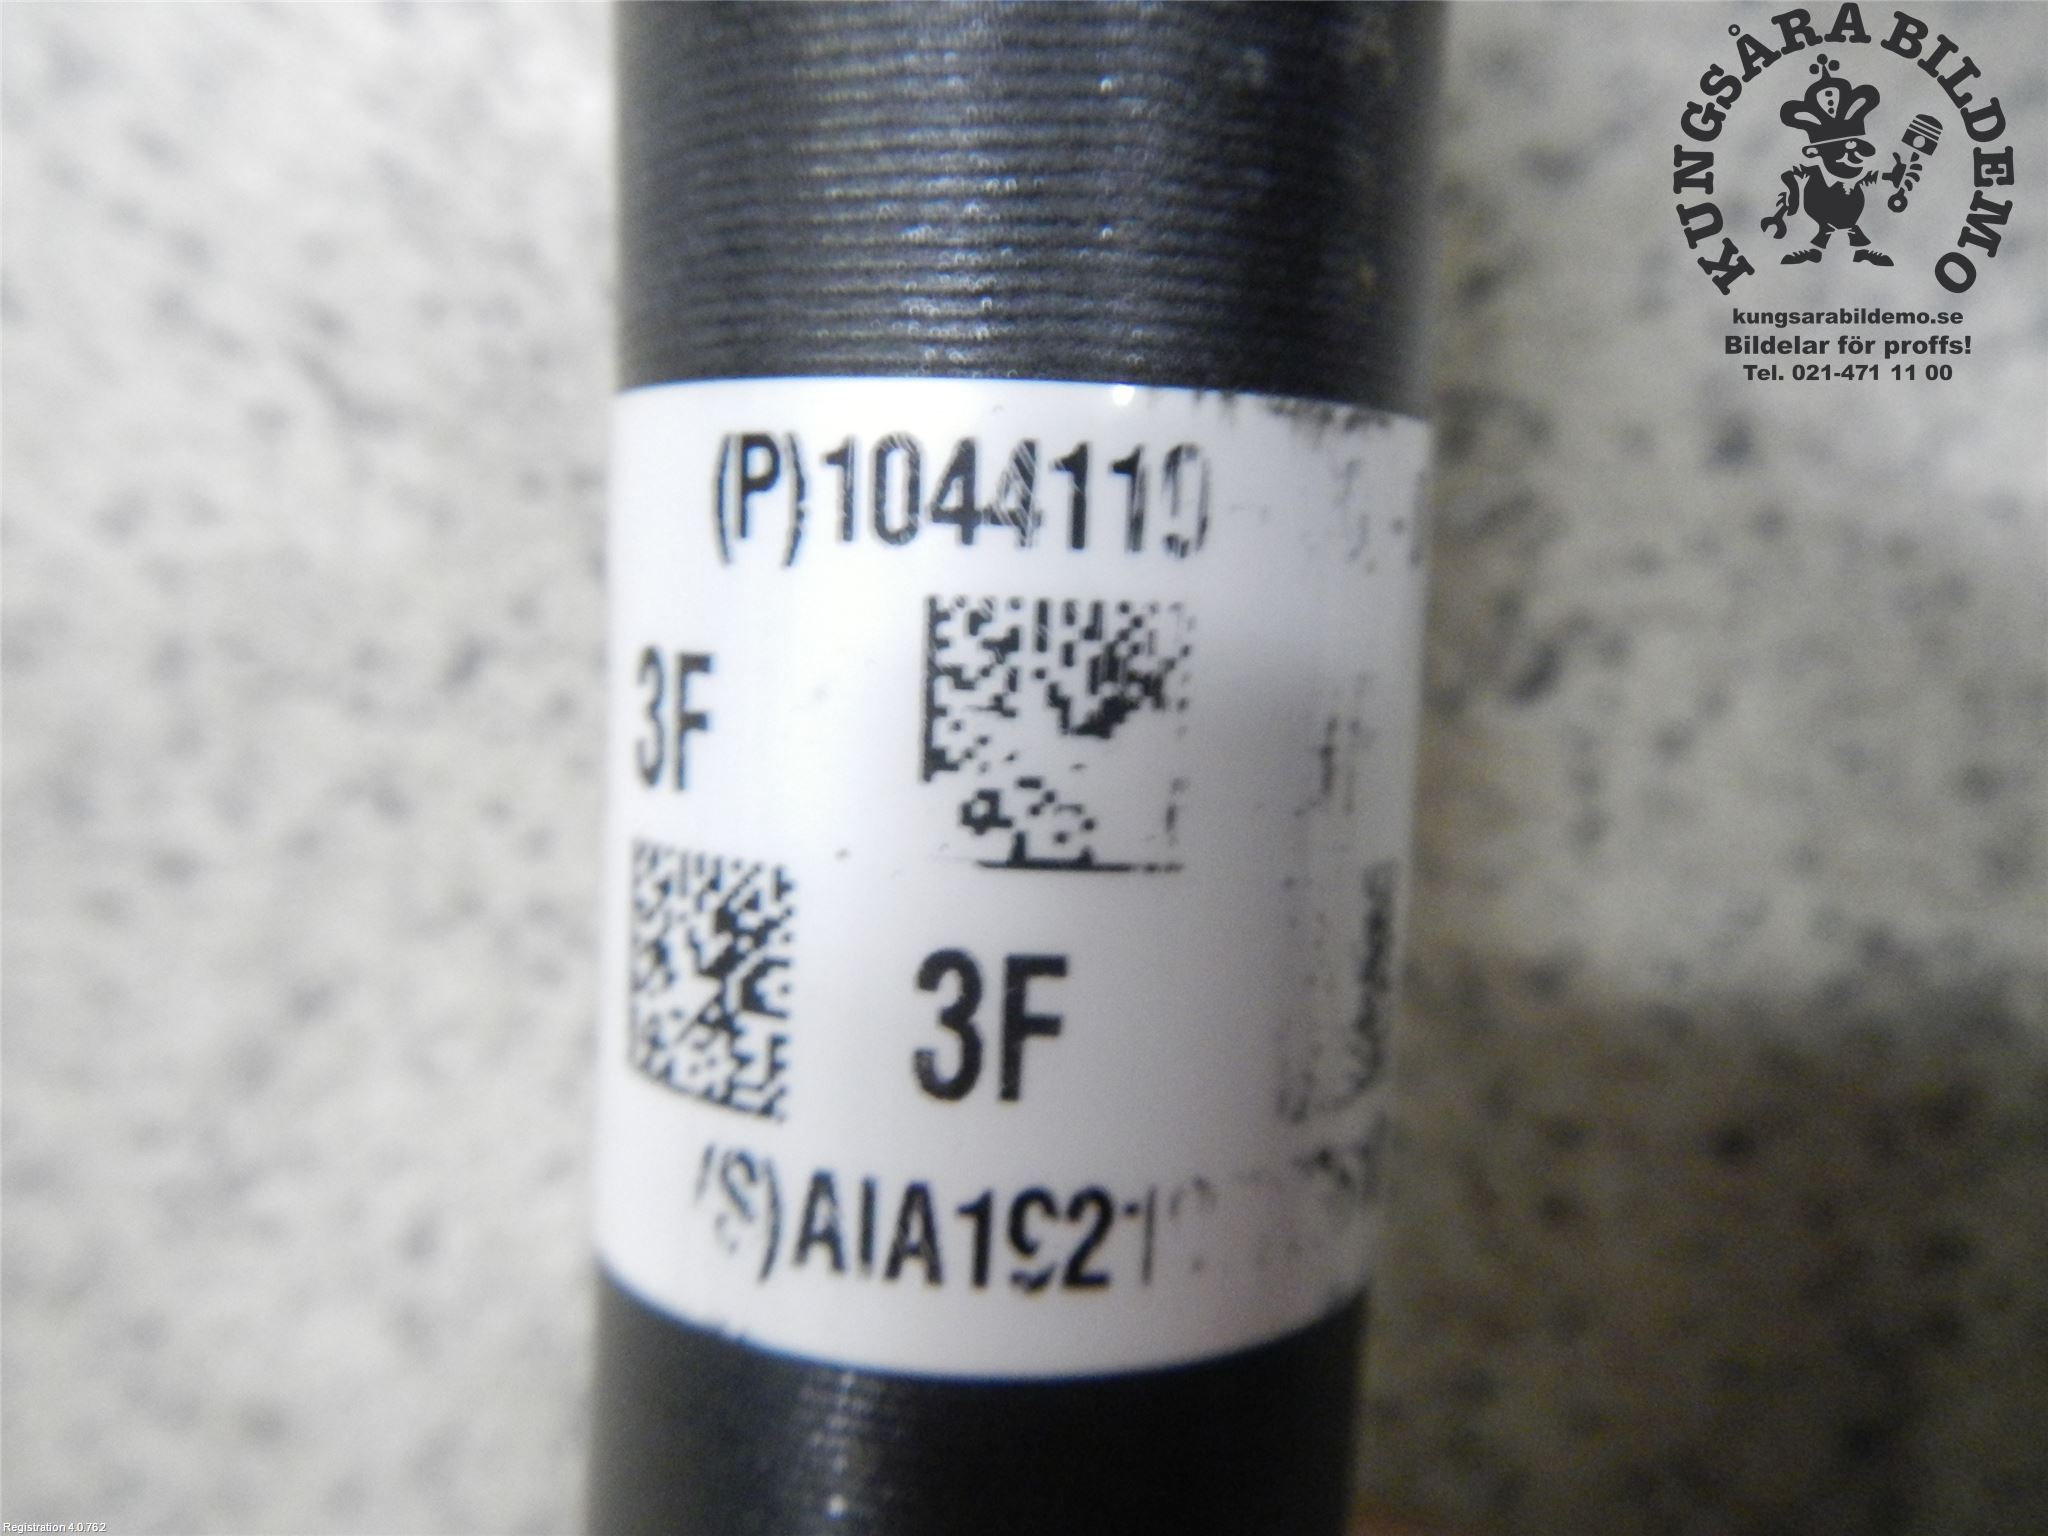 KUNGSÅRA BILDEMO
kungsarabildemo.se
Bildelar för proffs!
Tel. 021-471 11 00
(P)1044110
3F
3F
(S)AIA1921
Registration 4.0.762